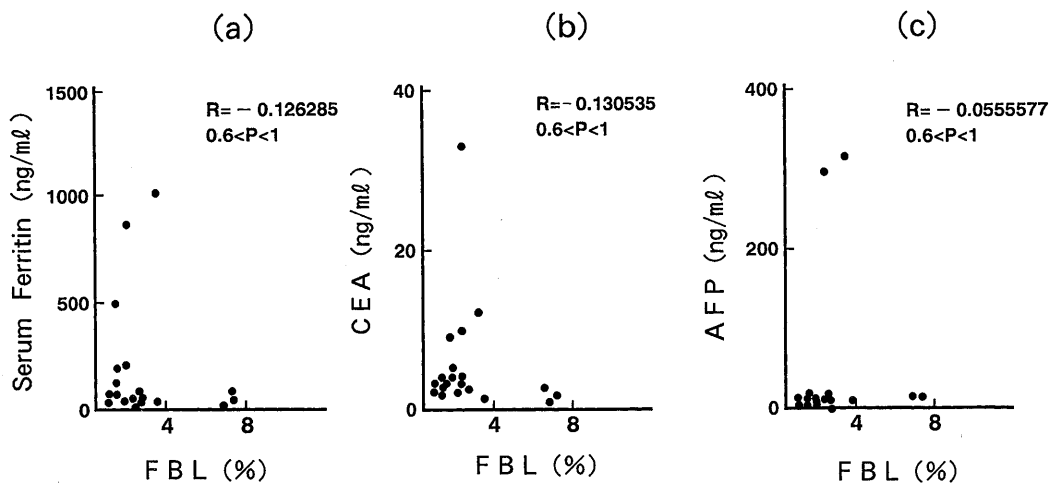 (a)
1500
1000
500
0
4
8
Serum Ferritin (ng/mℓ)
FBL (%)
R= − 0.126285
0.6<P<1
(b)
40
20
0
4
8
CEA (ng/mℓ)
FBL (%)
R=-0.130535
0.6<P<1
(c)
400
200
0
4
8
AFP (ng/mℓ)
FBL (%)
R= − 0.0555577
0.6<P<1